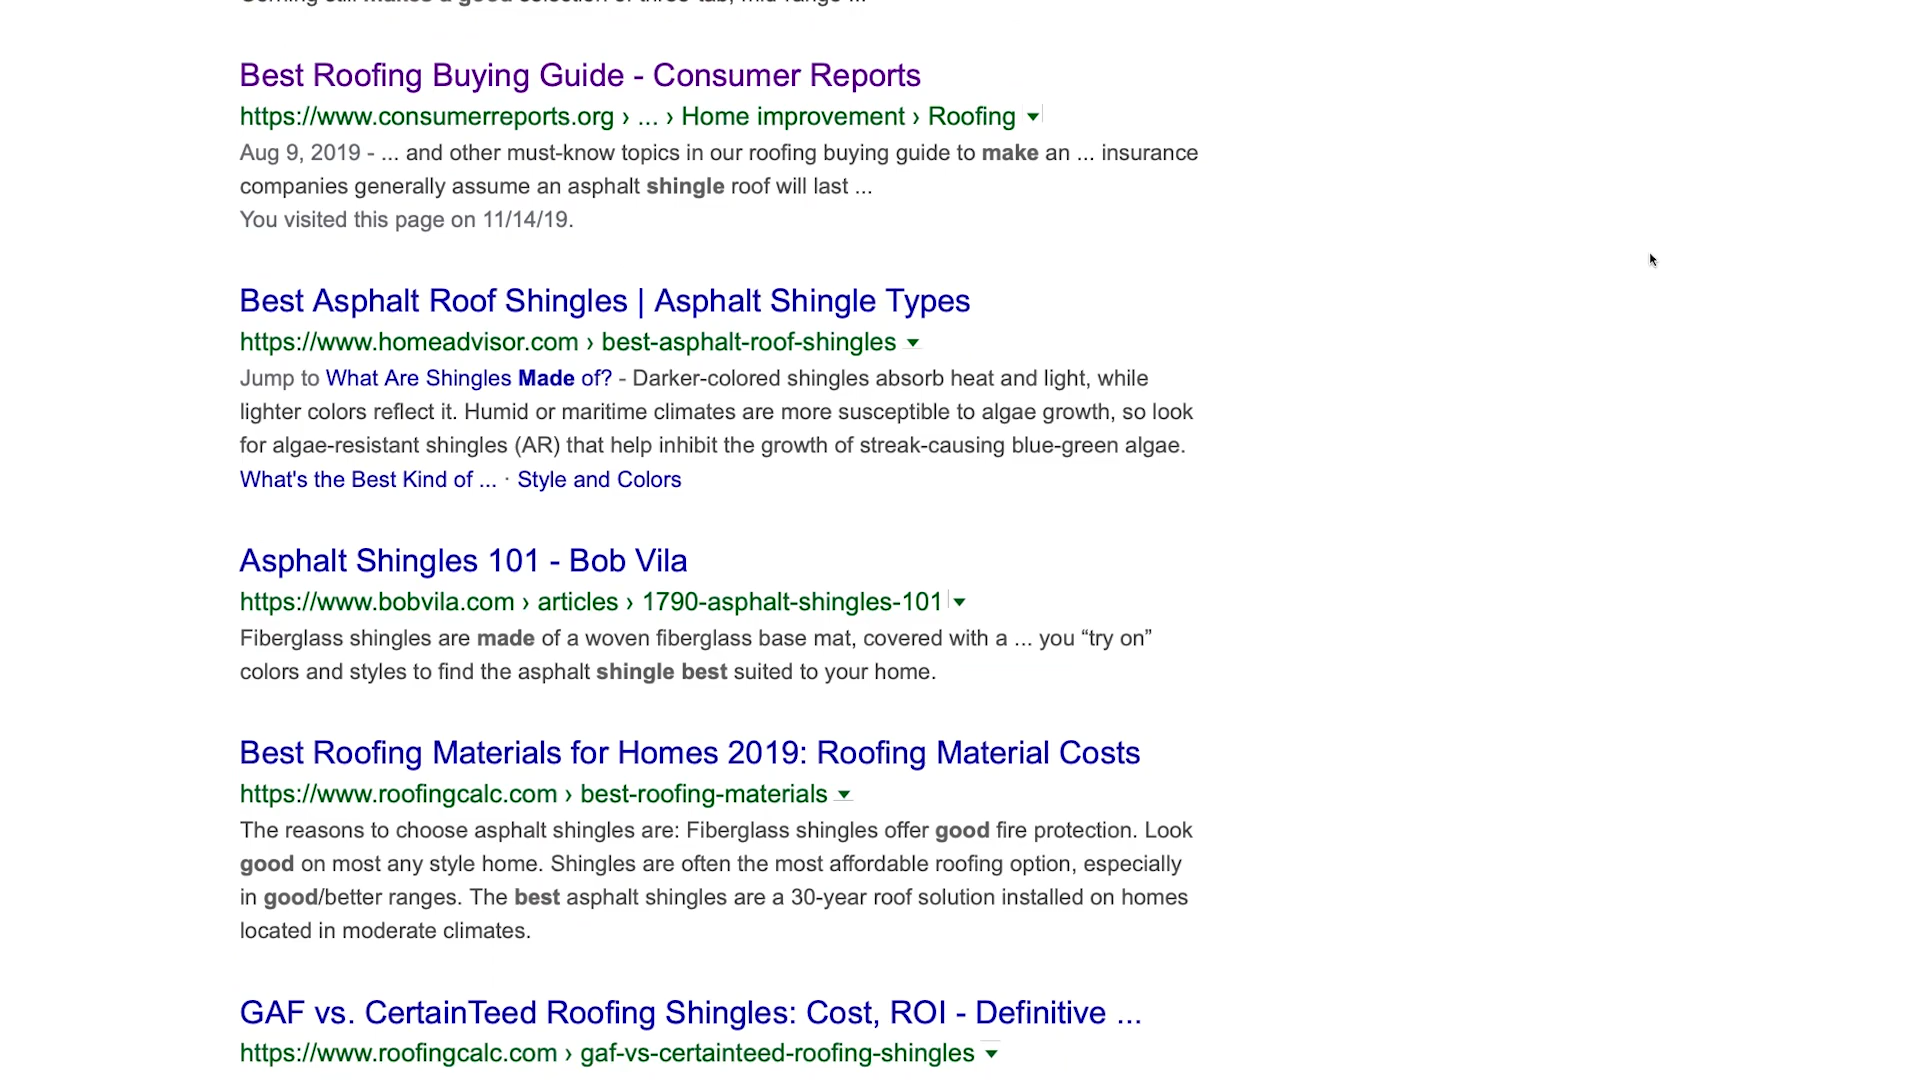 makes a good selection of three-tab, mid-range ...
Best Roofing Buying Guide - Consumer Reports
https://www.consumerreports.org › ... › Home improvement › Roofing
Aug 9, 2019 - ... and other must-know topics in our roofing buying guide to make an ... insurance
companies generally assume an asphalt shingle roof will last ...
You visited this page on 11/14/19.
Best Asphalt Roof Shingles | Asphalt Shingle Types
https://www.homeadvisor.com › best-asphalt-roof-shingles
Jump to What Are Shingles Made of? - Darker-colored shingles absorb heat and light, while
lighter colors reflect it. Humid or maritime climates are more susceptible to algae growth, so look
for algae-resistant shingles (AR) that help inhibit the growth of streak-causing blue-green algae.
What's the Best Kind of ... · Style and Colors
Asphalt Shingles 101 - Bob Vila
https://www.bobvila.com › articles › 1790-asphalt-shingles-101
Fiberglass shingles are made of a woven fiberglass base mat, covered with a ... you “try on”
colors and styles to find the asphalt shingle best suited to your home.
Best Roofing Materials for Homes 2019: Roofing Material Costs
https://www.roofingcalc.com › best-roofing-materials
The reasons to choose asphalt shingles are: Fiberglass shingles offer good fire protection. Look
good on most any style home. Shingles are often the most affordable roofing option, especially
in good/better ranges. The best asphalt shingles are a 30-year roof solution installed on homes
located in moderate climates.
GAF vs. CertainTeed Roofing Shingles: Cost, ROI - Definitive ...
https://www.roofingcalc.com › gaf-vs-certainteed-roofing-shingles